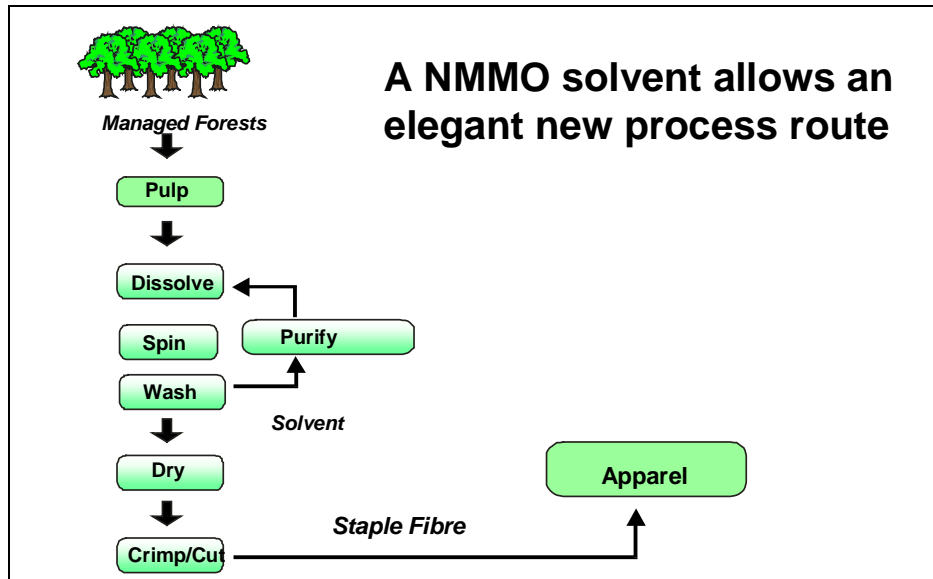 A NMMO solvent allows an
elegant new process route
Managed Forests
Pulp
Dissolve
Spin
Purify
Wash
Solvent
Dry
Apparel
Staple Fibre
Crimp/Cut